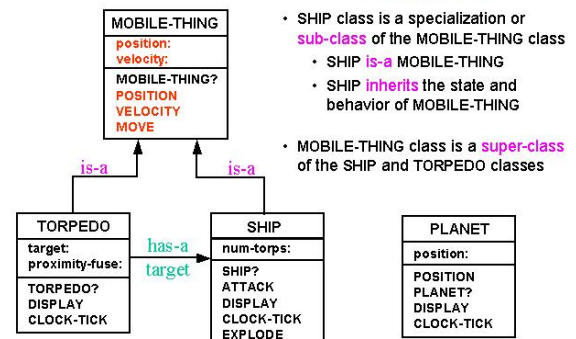 MOBILE-THING
position:
velocity:
MOBILE-THING?
POSITION
VELOCITY
MOVE
• SHIP class is a specialization or
sub-class of the MOBILE-THING class
• SHIP is-a MOBILE-THING
• SHIP inherits the state and
behavior of MOBILE-THING
• MOBILE-THING class is a super-class
of the SHIP and TORPEDO classes
is-a
is-a
TORPEDO
target:
proximity-fuse:
TORPEDO?
DISPLAY
CLOCK-TICK
has-a
target
SHIP
num-torps:
SHIP?
ATTACK
DISPLAY
CLOCK-TICK
EXPLODE
PLANET
position:
POSITION
PLANET?
DISPLAY
CLOCK-TICK